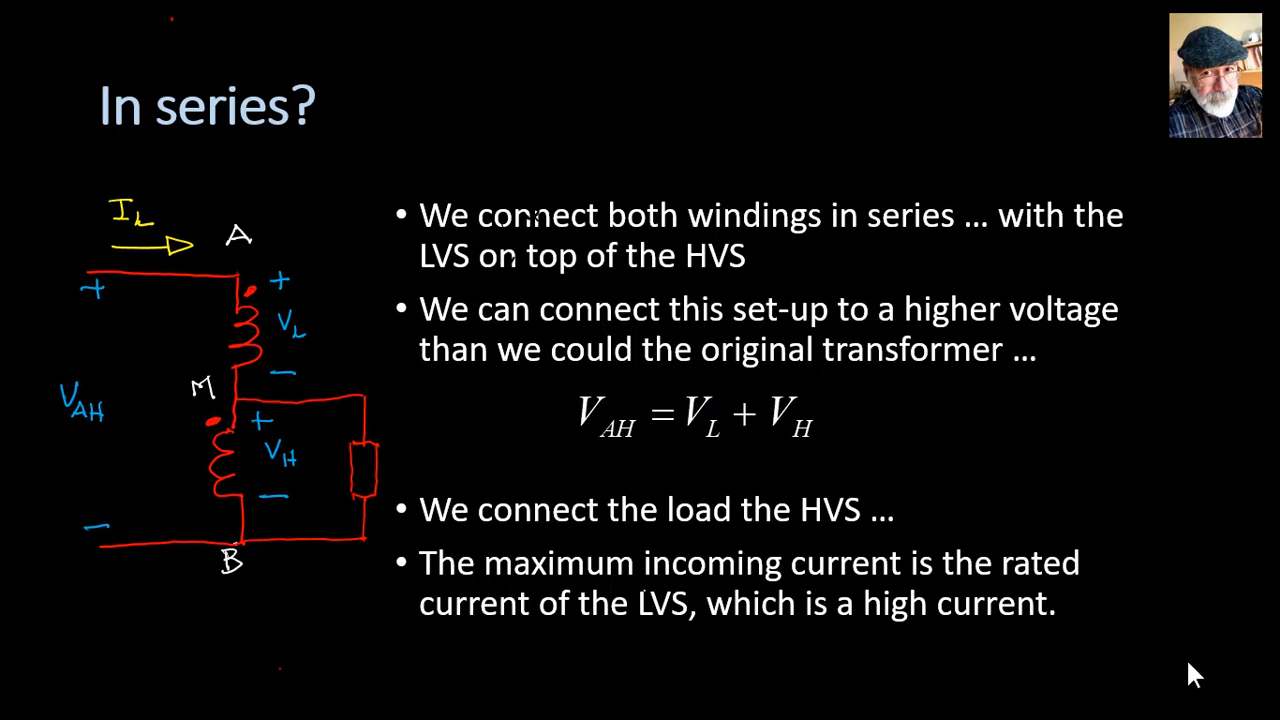 In series?
I_L
A
+
+
V_L
−
M
V_AH
+
V_H
−
−
B
• We connect both windings in series … with the
LVS on top of the HVS
• We can connect this set-up to a higher voltage
than we could the original transformer …
V_AH = V_L + V_H
• We connect the load the HVS …
• The maximum incoming current is the rated
current of the LVS, which is a high current.